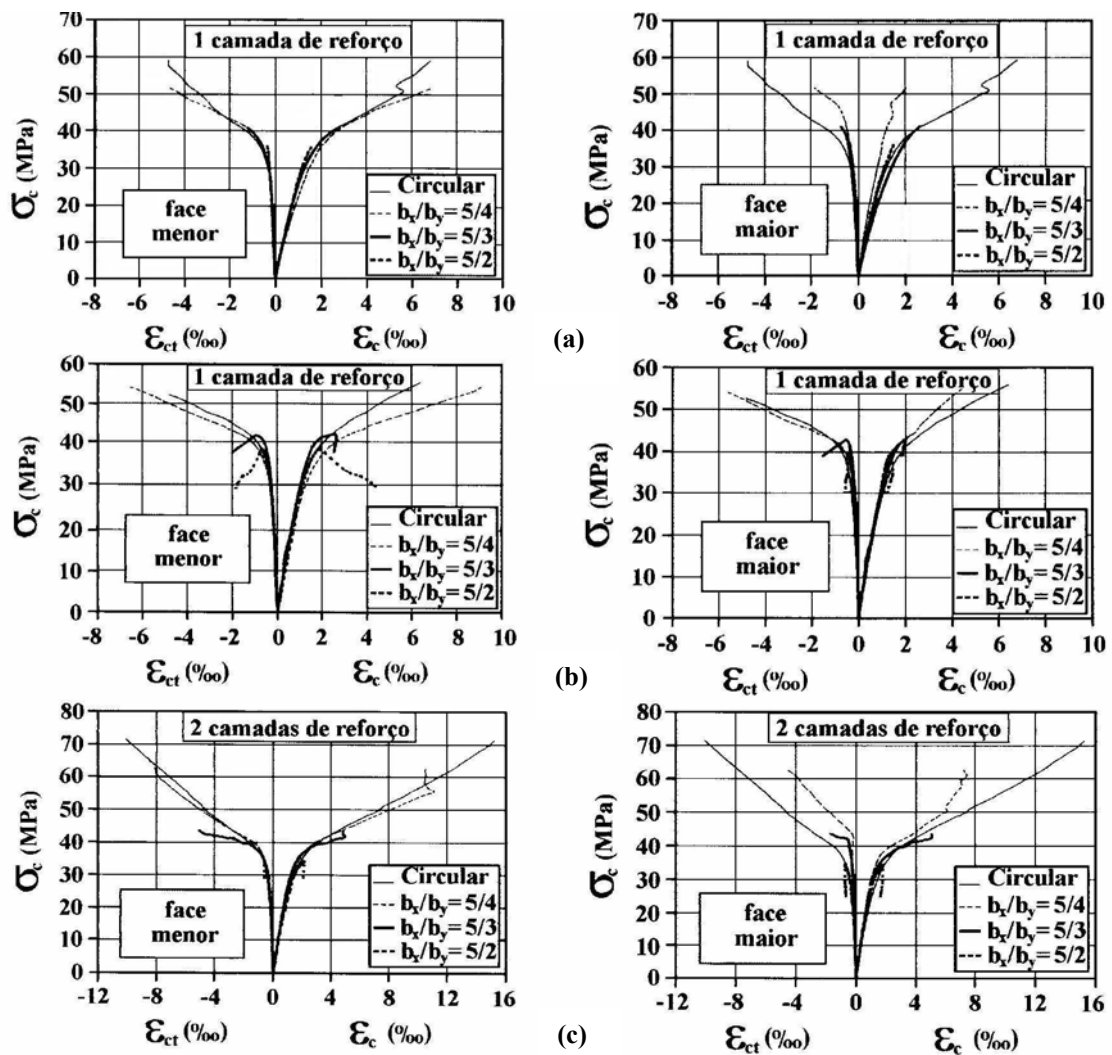 1 camada de reforço
70
60
50
40
30
20
10
0
σc (MPa)
face
menor
Circular
bx/by= 5/4
bx/by= 5/3
bx/by= 5/2
-8 -6 -4 -2 0 2 4 6 8 10
εct (‰) εc (‰)
1 camada de reforço
70
60
50
40
30
20
10
0
σc (MPa)
face
maior
Circular
bx/by= 5/4
bx/by= 5/3
bx/by= 5/2
-8 -6 -4 -2 0 2 4 6 8 10
εct (‰) εc (‰)
(a)
1 camada de reforço
60
50
40
30
20
10
0
σc (MPa)
face
menor
Circular
bx/by= 5/4
bx/by= 5/3
bx/by= 5/2
-8 -6 -4 -2 0 2 4 6 8 10
εct (‰) εc (‰)
1 camada de reforço
60
50
40
30
20
10
0
σc (MPa)
face
maior
Circular
bx/by= 5/4
bx/by= 5/3
bx/by= 5/2
-8 -6 -4 -2 0 2 4 6 8 10
εct (‰) εc (‰)
(b)
2 camadas de reforço
80
70
60
50
40
30
20
10
0
σc (MPa)
face
menor
Circular
bx/by= 5/4
bx/by= 5/3
bx/by= 5/2
-12 -8 -4 0 4 8 12 16
εct (‰) εc (‰)
2 camadas de reforço
80
70
60
50
40
30
20
10
0
σc (MPa)
face
maior
Circular
bx/by= 5/4
bx/by= 5/3
bx/by= 5/2
-12 -8 -4 0 4 8 12 16
εct (‰) εc (‰)
(c)